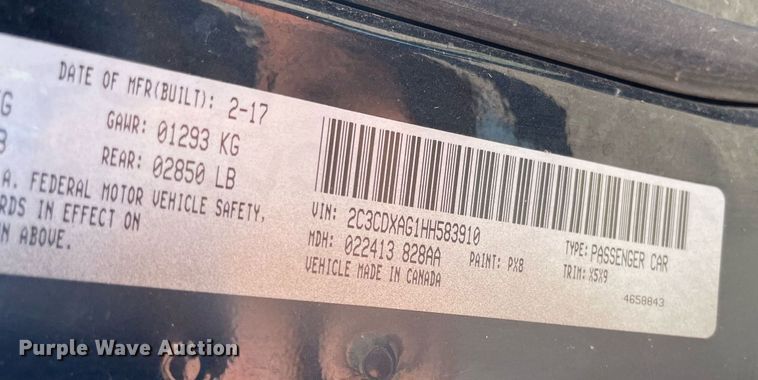 DATE OF MFR(BUILT): 2-17
KG GAWR: 01293 KG
REAR: 02850 LB
A. FEDERAL MOTOR VEHICLE SAFETY,
RDS IN EFFECT ON
N ABOVE.
VIN: 2C3CDXAG1HH583910
MDH: 022413 828AA
PAINT: PX8
VEHICLE MADE IN CANADA
TYPE: PASSENGER CAR
TRIM: X5X9
4658843
Purple Wave Auction